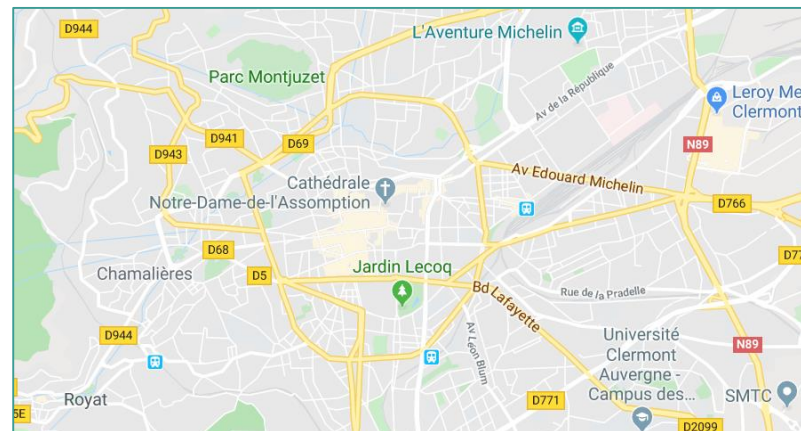 D944
L'Aventure Michelin
Parc Montjuzet
Av de la République
Leroy Me
Clermont
D941
D69
D943
N89
Av Edouard Michelin
Cathédrale
Notre-Dame-de-l'Assomption
D766
D68
D77
Chamalières
D5
Jardin Lecoq
Rue de la Pradelle
Bd Lafayette
D944
Av Léon Blum
Université
Clermont
Auvergne -
Campus des...
N89
SMTC
Royat
D771
5E
D2099